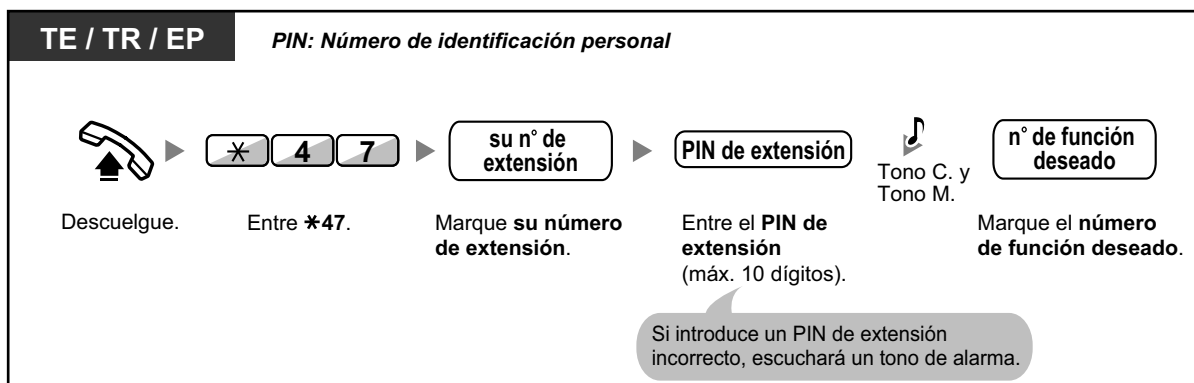 TE / TR / EP
PIN: Número de identificación personal
✱ 4 7
su n° de
extensión
PIN de extensión
Tono C. y
Tono M.
n° de función
deseado
Descuelgue.
Entre ✱47.
Marque su número
de extensión.
Entre el PIN de
extensión
(máx. 10 dígitos).
Marque el número
de función deseado.
Si introduce un PIN de extensión
incorrecto, escuchará un tono de alarma.